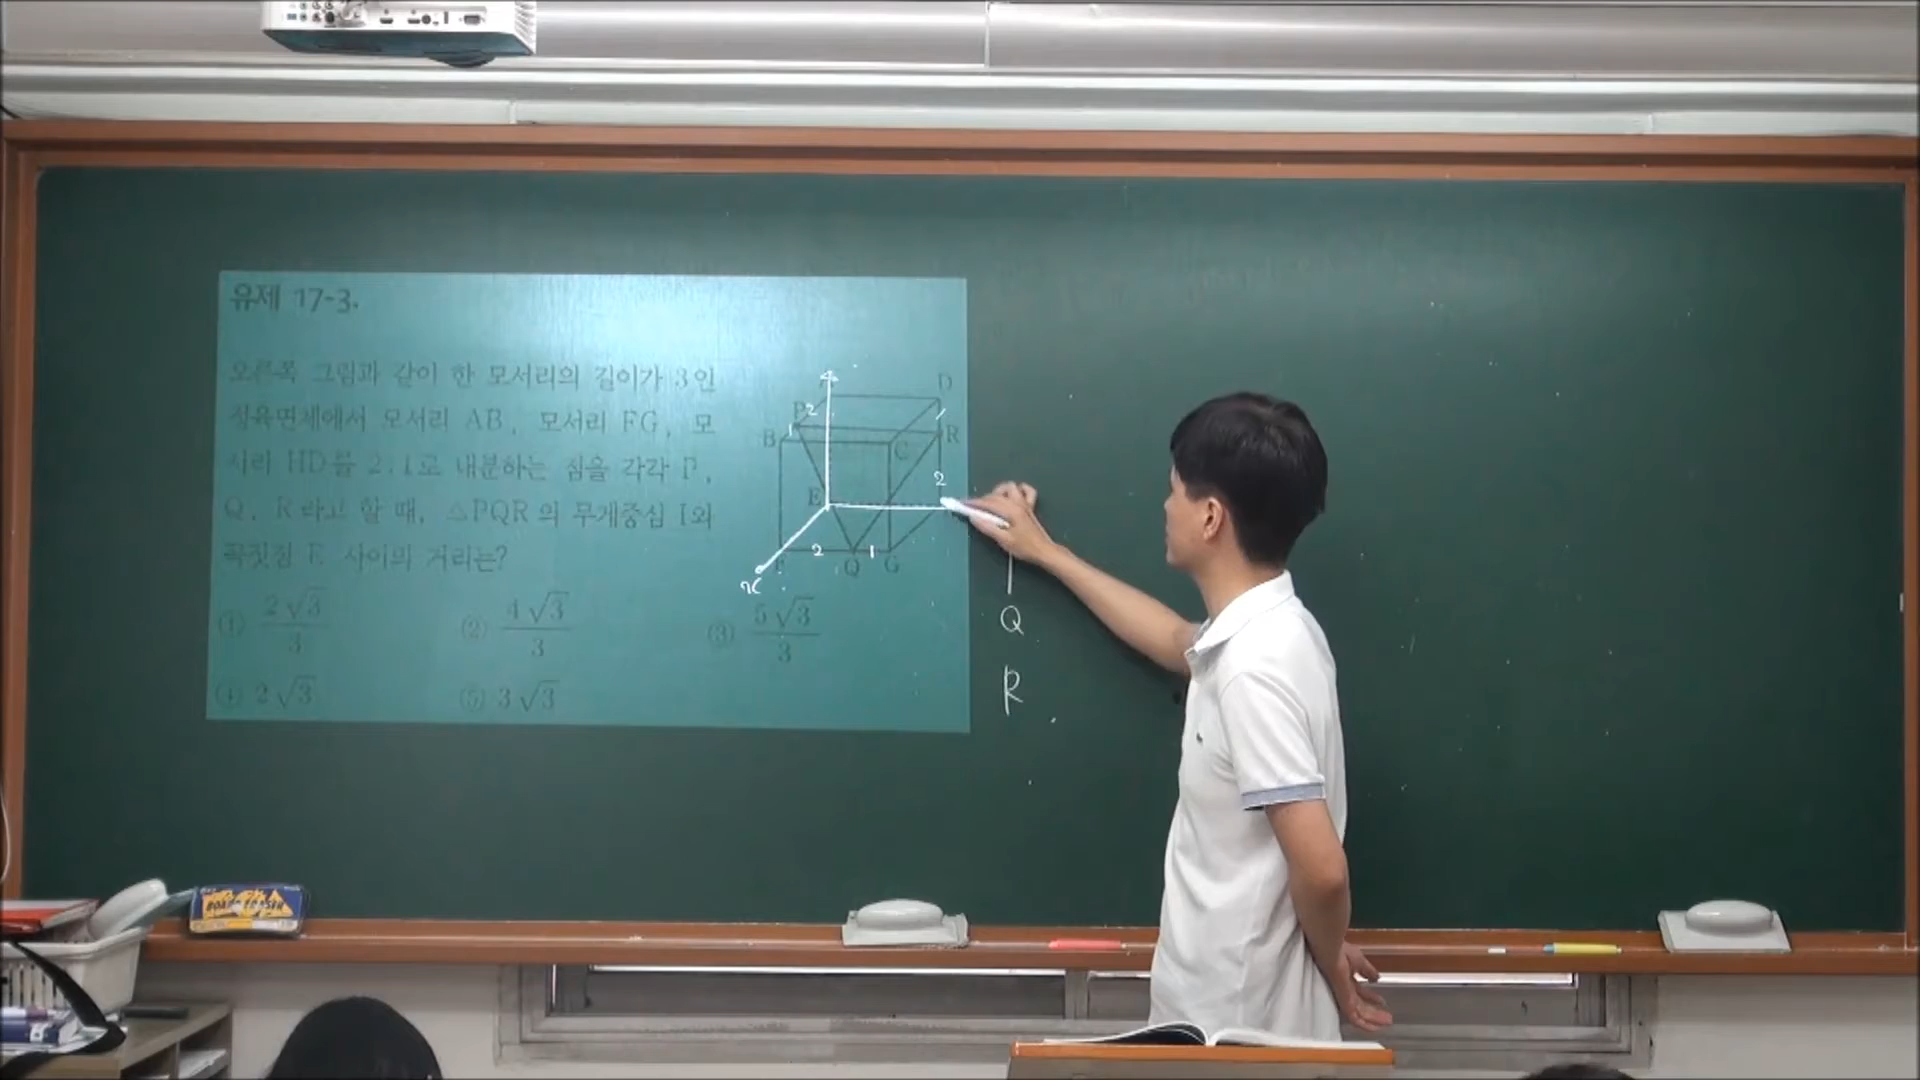 유제 17-3.
오른쪽 그림과 같이 한 모서리의 길이가 3인
정육면체에서 모서리 AB, 모서리 FG, 모
서리 HD를 2:1로 내분하는 점을 각각 P,
Q, R라고 할 때, △PQR의 무게중심 I와
꼭짓점 E 사이의 거리는?
① 2√3/3 ② 4√3/3 ③ 5√3/3
④ 2√3 ⑤ 3√3
D
P 2
B 1 C R
2
E
2 1
F Q G
x
Q
R
BOARD ERASER